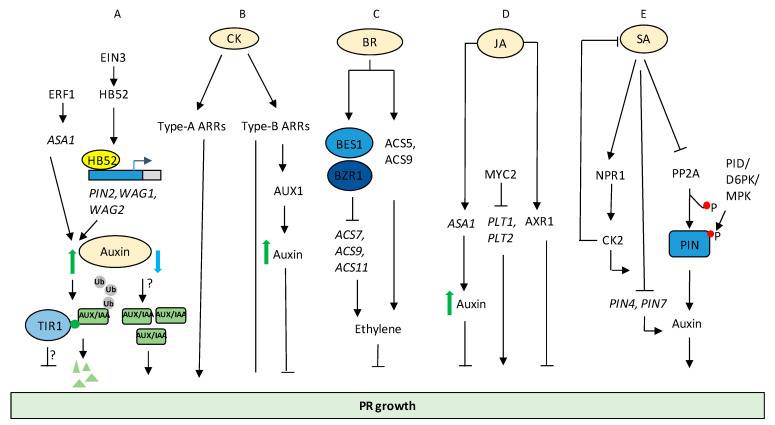 A
B
C
D
E
EIN3
HB52
ERF1
ASA1
HB52
PIN2, WAG1,
WAG2
Auxin
?
Ub
Ub
Ub
TIR1
AUX/IAA
AUX/IAA
AUX/IAA
AUX/IAA
?
CK
Type-A ARRs
Type-B ARRs
AUX1
Auxin
BR
BES1
BZR1
ACS5,
ACS9
ACS7,
ACS9,
ACS11
Ethylene
JA
MYC2
ASA1
PLT1,
PLT2
AXR1
Auxin
SA
NPR1
CK2
PP2A
PID/
D6PK/
MPK
P
P
PIN
PIN4, PIN7
Auxin
PR growth